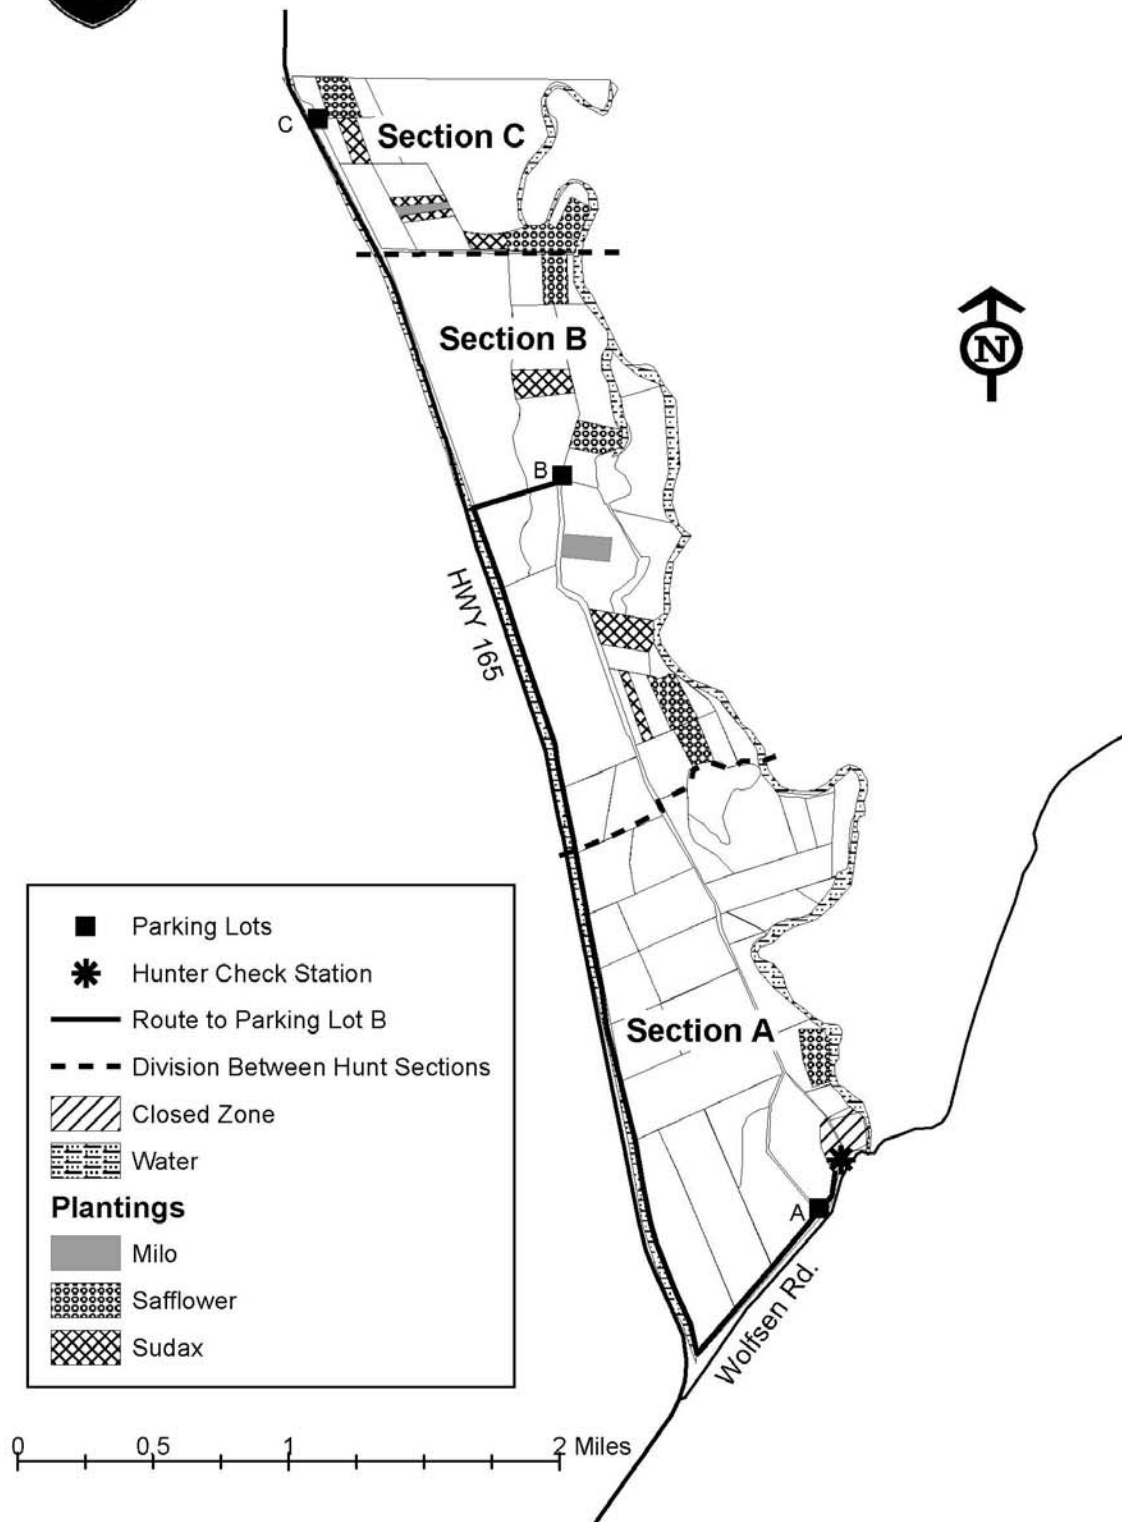 C
Section C
Section B
N
B
HWY 165
Parking Lots
Hunter Check Station
Route to Parking Lot B
Division Between Hunt Sections
Closed Zone
Water
Plantings
Milo
Safflower
Sudax
Section A
A
Wolfsen Rd.
0 0.5 1 2 Miles